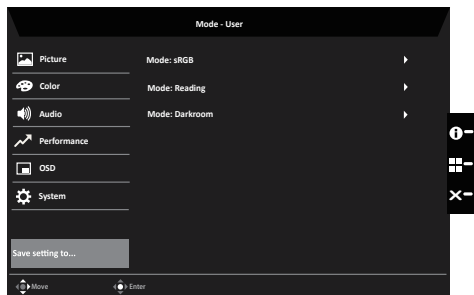 Mode - User
Picture
Color
Audio
Performance
OSD
System
Save setting to...
Mode: sRGB
Mode: Reading
Mode: Darkroom
Move
Enter